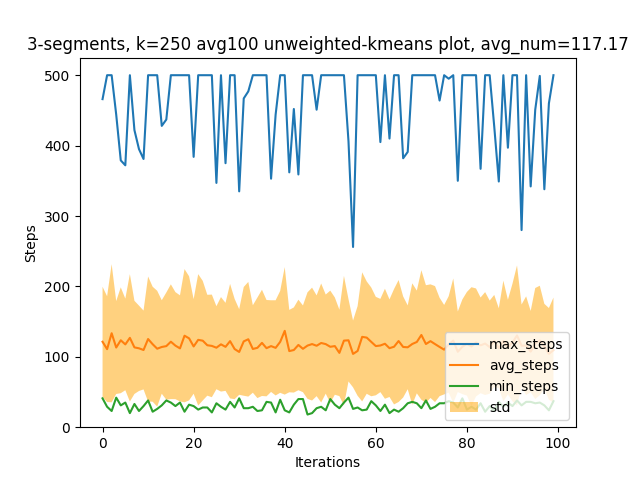 3-segments, k=250 avg100 unweighted-kmeans plot, avg_num=117.17
Steps
500
400
300
200
100
0
0 20 40 60 80 100
Iterations
max_steps
avg_steps
min_steps
std